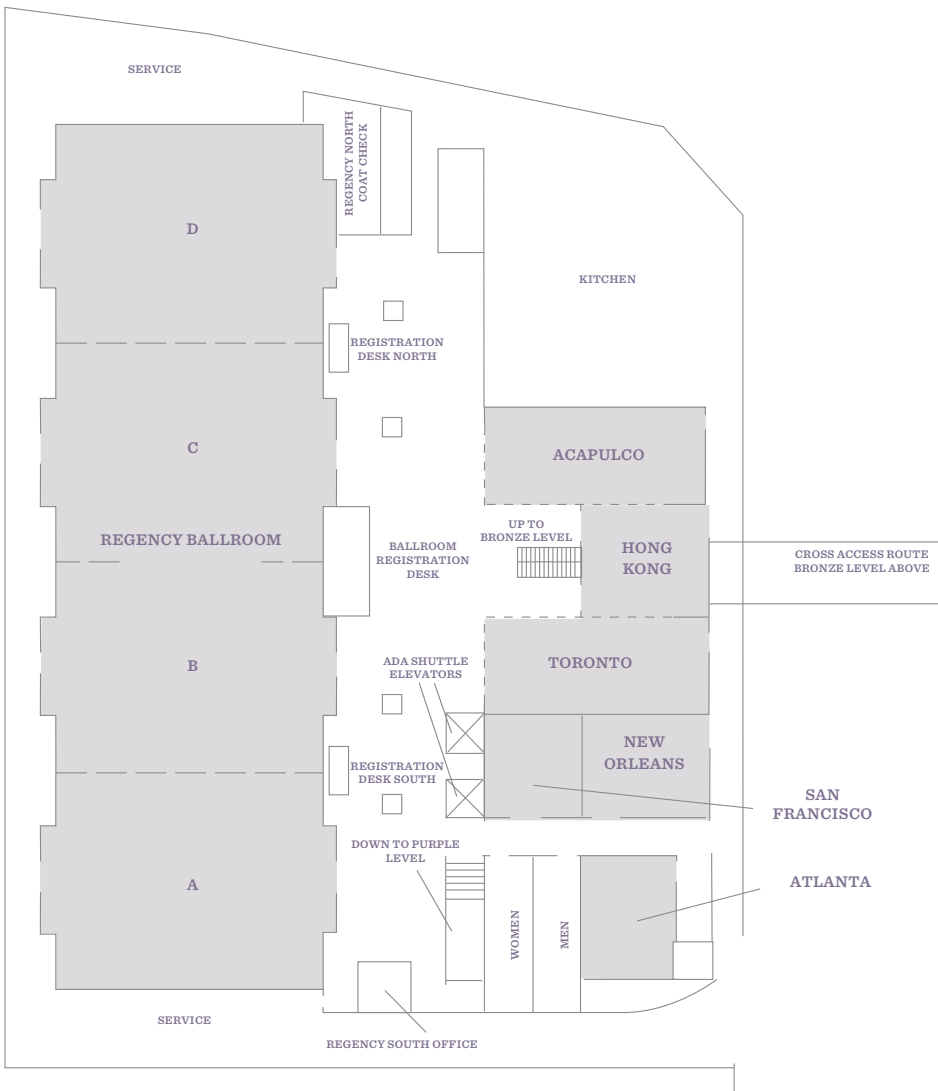 SERVICE
REGENCY NORTH
COAT CHECK
D
KITCHEN
REGISTRATION
DESK NORTH
C
ACAPULCO
REGENCY BALLROOM
UP TO
BRONZE LEVEL
BALLROOM
REGISTRATION
DESK
HONG
KONG
CROSS ACCESS ROUTE
BRONZE LEVEL ABOVE
B
ADA SHUTTLE
ELEVATORS
TORONTO
NEW
ORLEANS
REGISTRATION
DESK SOUTH
SAN
FRANCISCO
DOWN TO PURPLE
LEVEL
A
ATLANTA
WOMEN
MEN
SERVICE
REGENCY SOUTH OFFICE